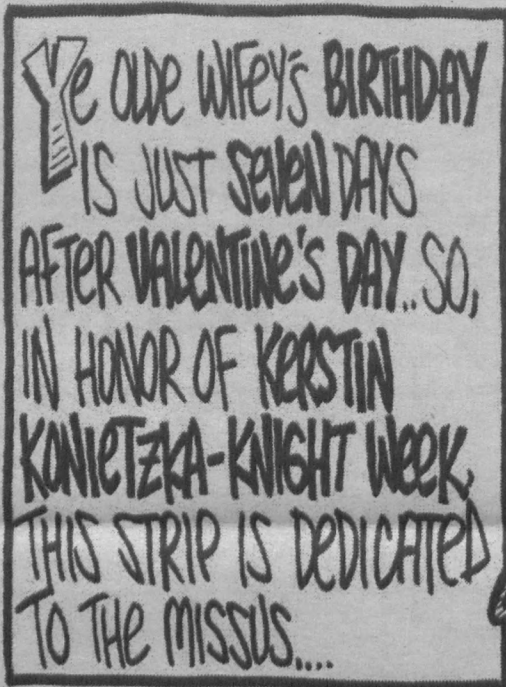 Ye OLDe WIFeY'S BIRTHDAY
IS JUST SeVeN DAYS
AFTeR VALeNTINe'S DAY.. SO,
IN HONOR OF KeRSTIN
KONIeTZKA-KNIGHT WeeK,
THIS STRIP IS DeDICATeD
TO THe MISSUS....